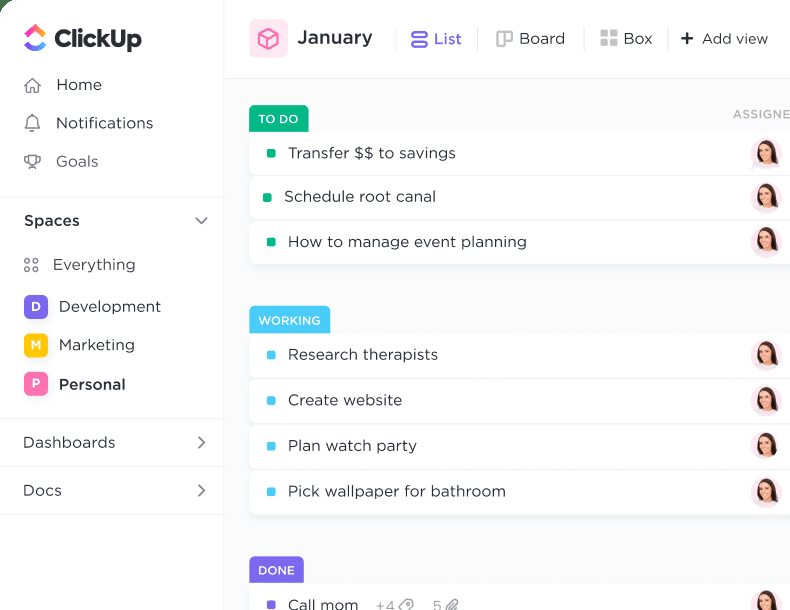 ClickUp
Home
Notifications
Goals
Spaces
Everything
D Development
M Marketing
P Personal
Dashboards
Docs
January
List
Board
Box
+ Add view
TO DO
ASSIGNE
Transfer $$ to savings
Schedule root canal
How to manage event planning
WORKING
Research therapists
Create website
Plan watch party
Pick wallpaper for bathroom
DONE
Call mom +4 5